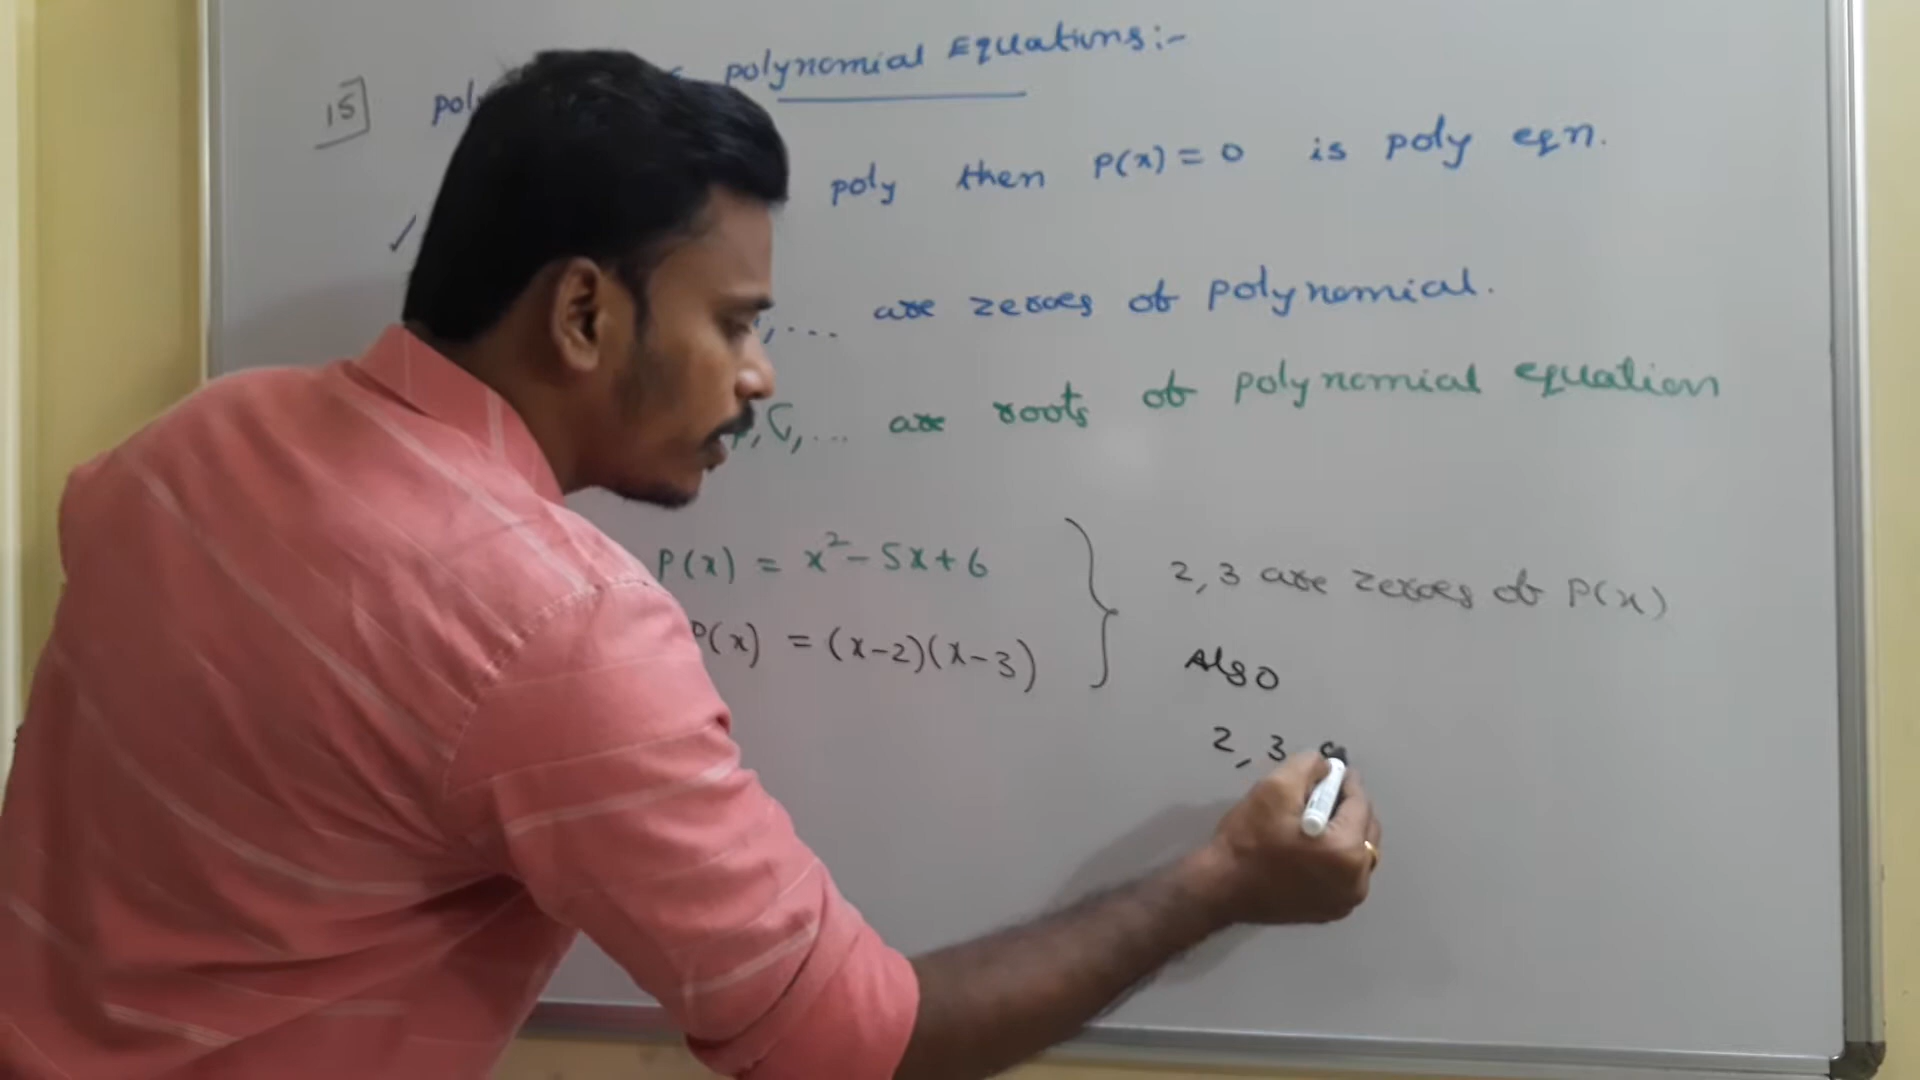 15 polynomial Equations:-
poly then P(x) = 0 is poly eqn.
✓
, ... are zeroes of polynomial.
, ... are roots of polynomial equation
P(x) = x² - 5x + 6
P(x) = (x-2)(x-3)
2, 3 are zeroes of P(x)
Also
2, 3